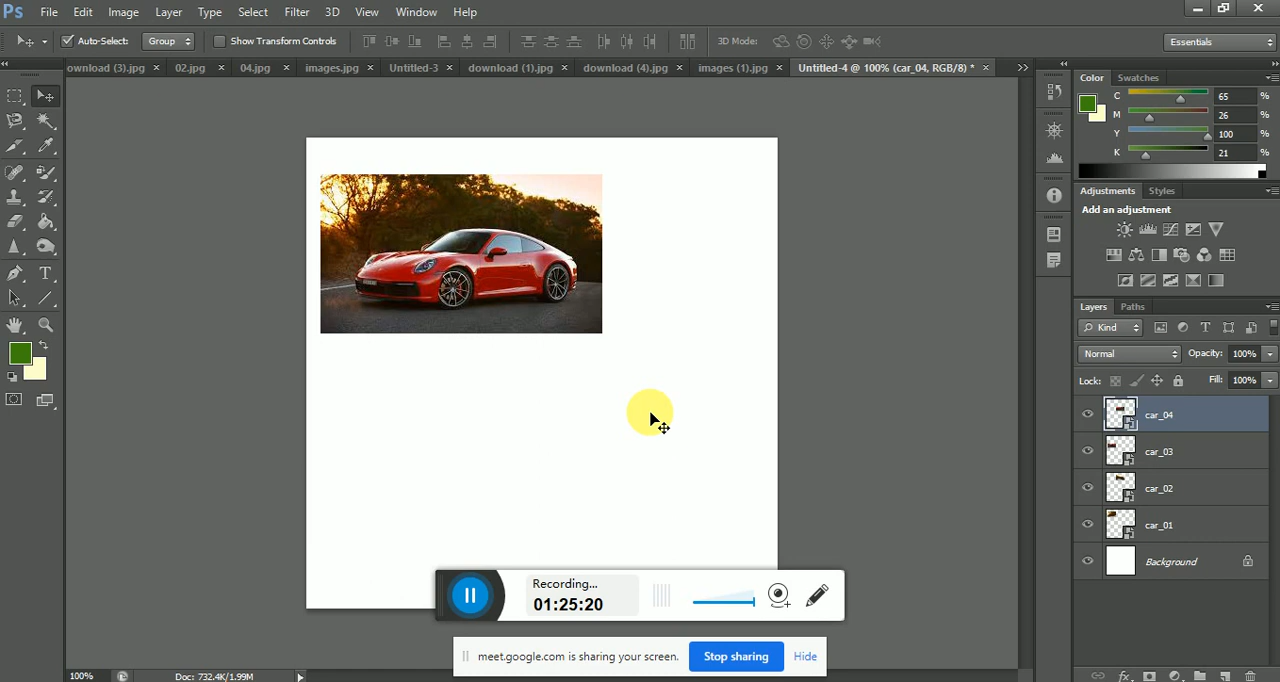 Ps File Edit Image Layer Type Select Filter 3D View Window Help
Auto-Select: Group Show Transform Controls 3D Mode: Essentials
ownload (3).jpg × 02.jpg × 04.jpg × images.jpg × Untitled-3 × download (1).jpg × download (4).jpg × images (1).jpg × Untitled-4 @ 100% (car_04, RGB/8) * ×
Color Swatches
C 65 %
M 26 %
Y 100 %
K 21 %
Adjustments Styles
Add an adjustment
Layers Paths
Kind
Normal Opacity: 100%
Lock: Fill: 100%
car_04
car_03
car_02
car_01
Background
Recording...
01:25:20
meet.google.com is sharing your screen. Stop sharing Hide
100% Doc: 732.4K/1.99M